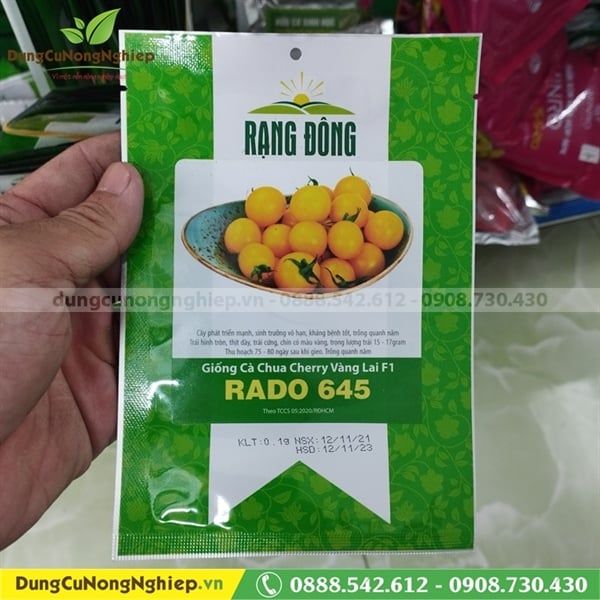 DungCuNongNghiep
RẠNG ĐÔNG
dungcunongnghiep.vn - 0888.542.612 - 0908.730.430
Cây phát triển mạnh, sinh trưởng vô hạn, kháng bệnh tốt, trồng quanh năm
Trái hình tròn, thịt dày, trái cứng, chín có màu vàng, trọng lượng trái 15 - 17gram
Thu hoạch 75 - 80 ngày sau khi gieo. Trồng quanh năm
Giống Cà Chua Cherry Vàng Lai F1
RADO 645
Theo TCCS 05:2020/RĐHCM
KLT:0.1g NSX:12/11/21
HSD:12/11/23
DungCuNongNghiep.vn 0888.542.612 - 0908.730.430